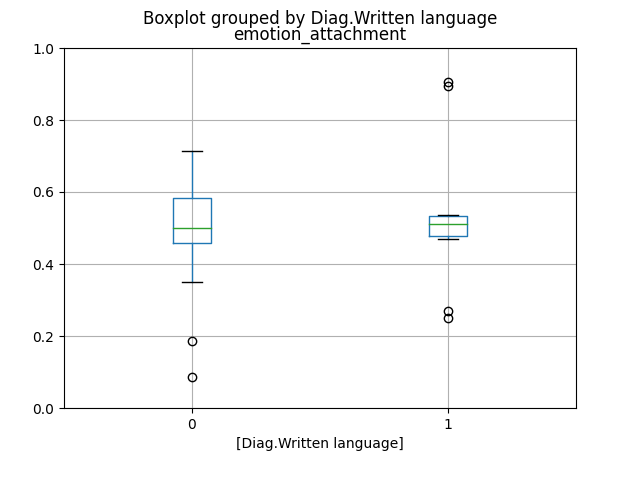 Boxplot grouped by Diag.Written language
emotion_attachment
1.0
0.8
0.6
0.4
0.2
0.0
0
1
[Diag.Written language]